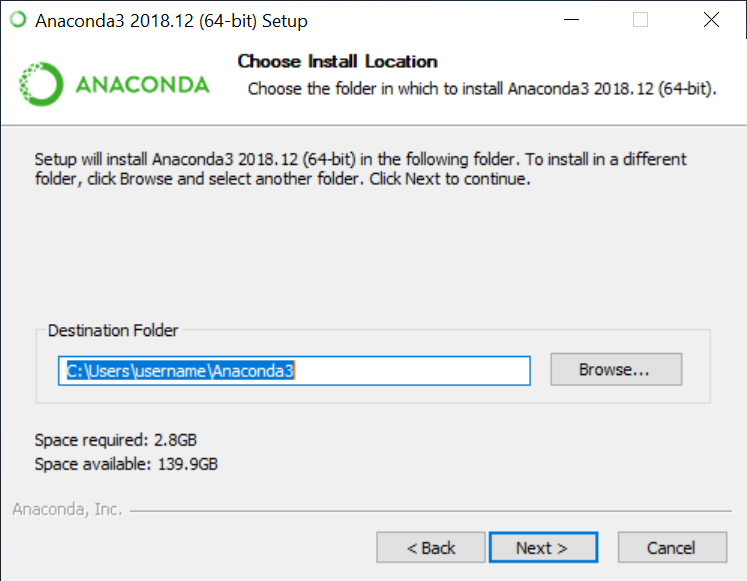 Anaconda3 2018.12 (64-bit) Setup
ANACONDA
Choose Install Location
Choose the folder in which to install Anaconda3 2018.12 (64-bit).
Setup will install Anaconda3 2018.12 (64-bit) in the following folder. To install in a different
folder, click Browse and select another folder. Click Next to continue.
Destination Folder
C:\Users\username\Anaconda3
Browse...
Space required: 2.8GB
Space available: 139.9GB
Anaconda, Inc.
< Back
Next >
Cancel